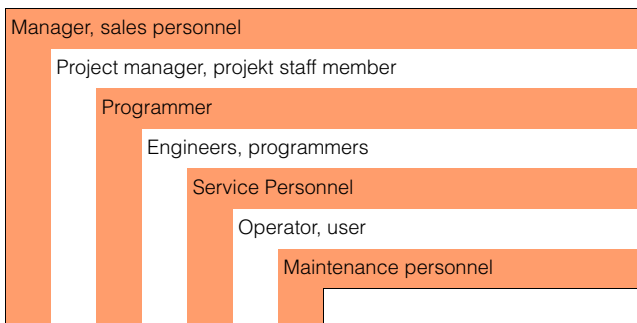 Manager, sales personnel
Project manager, projekt staff member
Programmer
Engineers, programmers
Service Personnel
Operator, user
Maintenance personnel